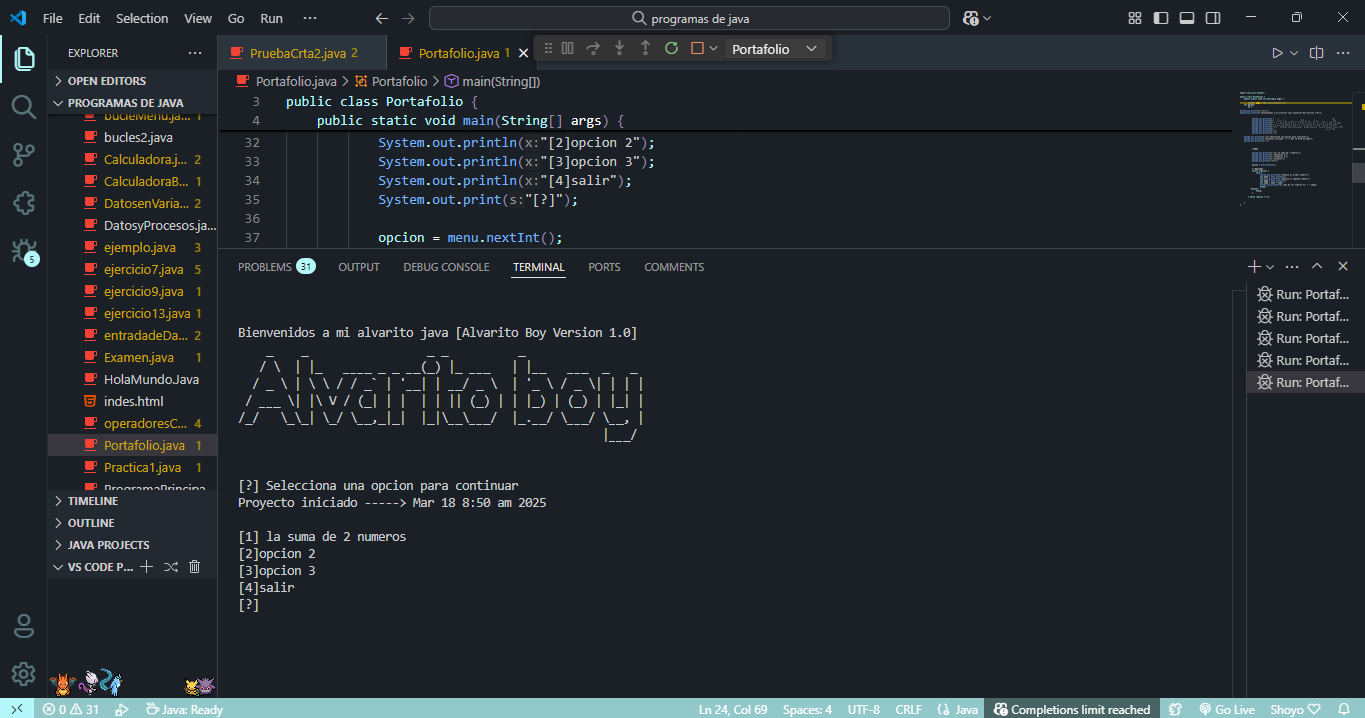 File Edit Selection View Go Run ···
programas de java
EXPLORER
OPEN EDITORS
PROGRAMAS DE JAVA
bucleMenu.j... 1
bucles2.java
Calculadora.j... 2
CalculadoraB... 1
DatosenVaria... 2
DatosyProcesos.ja...
ejemplo.java 3
ejercicio7.java 5
ejercicio9.java 1
ejercicio13.java 1
entradadeDa... 2
Examen.java 1
HolaMundo.Java
indes.html
operadoresC... 4
Portafolio.java 1
Practica1.java 1
ProgramaPrincipa
TIMELINE
OUTLINE
JAVA PROJECTS
VS CODE P...
5
PruebaCrta2.java 2
Portafolio.java 1
Portafolio
Portafolio.java > Portafolio > main(String[])
3 public class Portafolio {
4 public static void main(String[] args) {
32 System.out.println(x:"[2]opcion 2");
33 System.out.println(x:"[3]opcion 3");
34 System.out.println(x:"[4]salir");
35 System.out.print(s:"[?]");
36
37 opcion = menu.nextInt();
PROBLEMS 31 OUTPUT DEBUG CONSOLE TERMINAL PORTS COMMENTS
Bienvenidos a mi alvarito java [Alvarito Boy Version 1.0]
Alvarito boy
[?] Selecciona una opcion para continuar
Proyecto iniciado -----> Mar 18 8:50 am 2025
[1] la suma de 2 numeros
[2]opcion 2
[3]opcion 3
[4]salir
[?]
Run: Portaf...
Run: Portaf...
Run: Portaf...
Run: Portaf...
Run: Portaf...
0 31 Java: Ready Ln 24, Col 69 Spaces: 4 UTF-8 CRLF {} Java Completions limit reached Go Live Shoyo